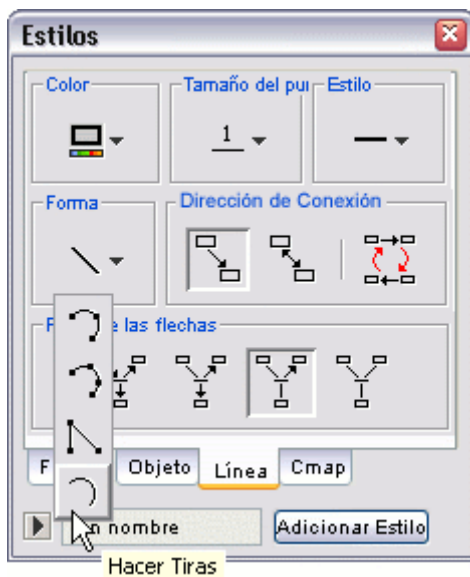 Estilos
Color
Tamaño del pu
Estilo
1
Forma
Dirección de Conexión
e las flechas
F
Objeto
Línea
Cmap
n nombre
Adicionar Estilo
Hacer Tiras